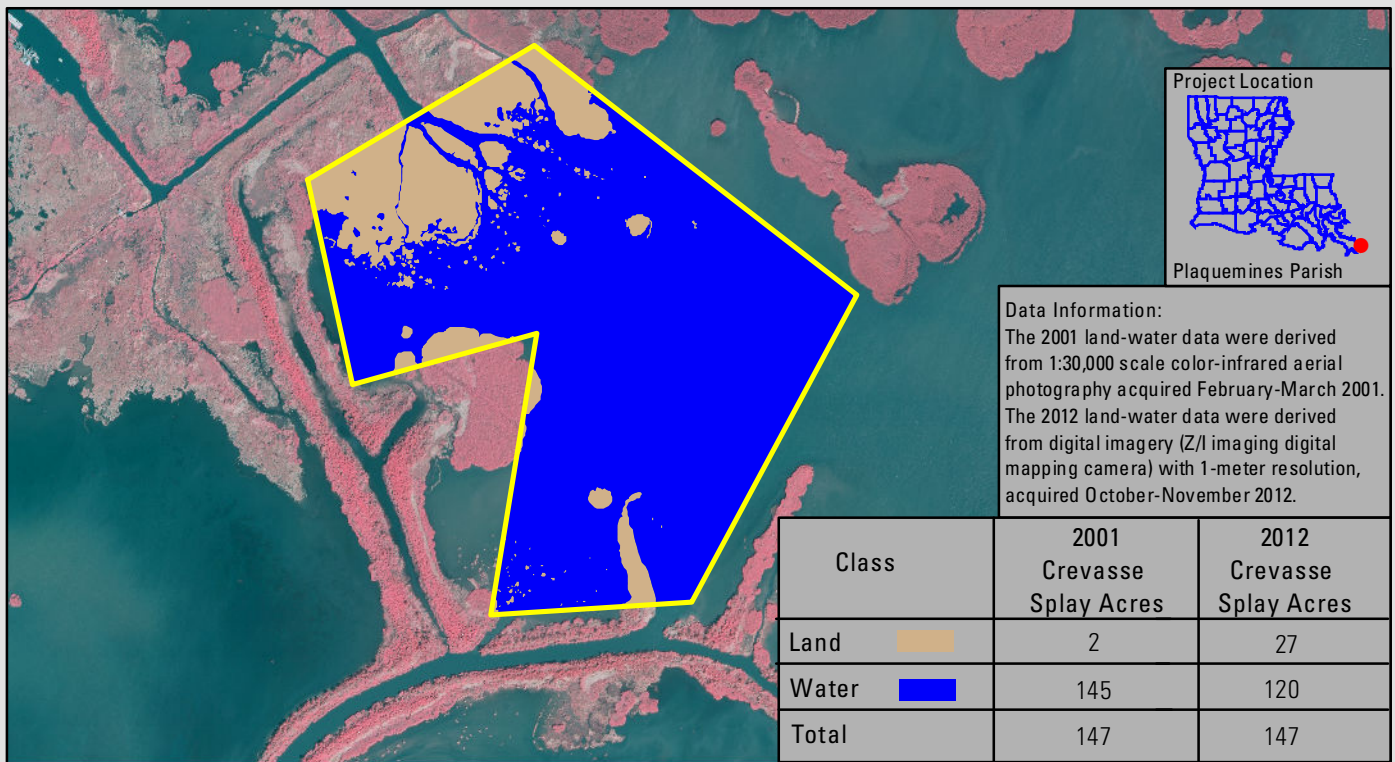 Project Location
Plaquemines Parish
Data Information:
The 2001 land-water data were derived
from 1:30,000 scale color-infrared aerial
photography acquired February-March 2001.
The 2012 land-water data were derived
from digital imagery (Z/I imaging digital
mapping camera) with 1-meter resolution,
acquired October-November 2012.
Class 2001 Crevasse Splay Acres 2012 Crevasse Splay Acres
Land 2 27
Water 145 120
Total 147 147